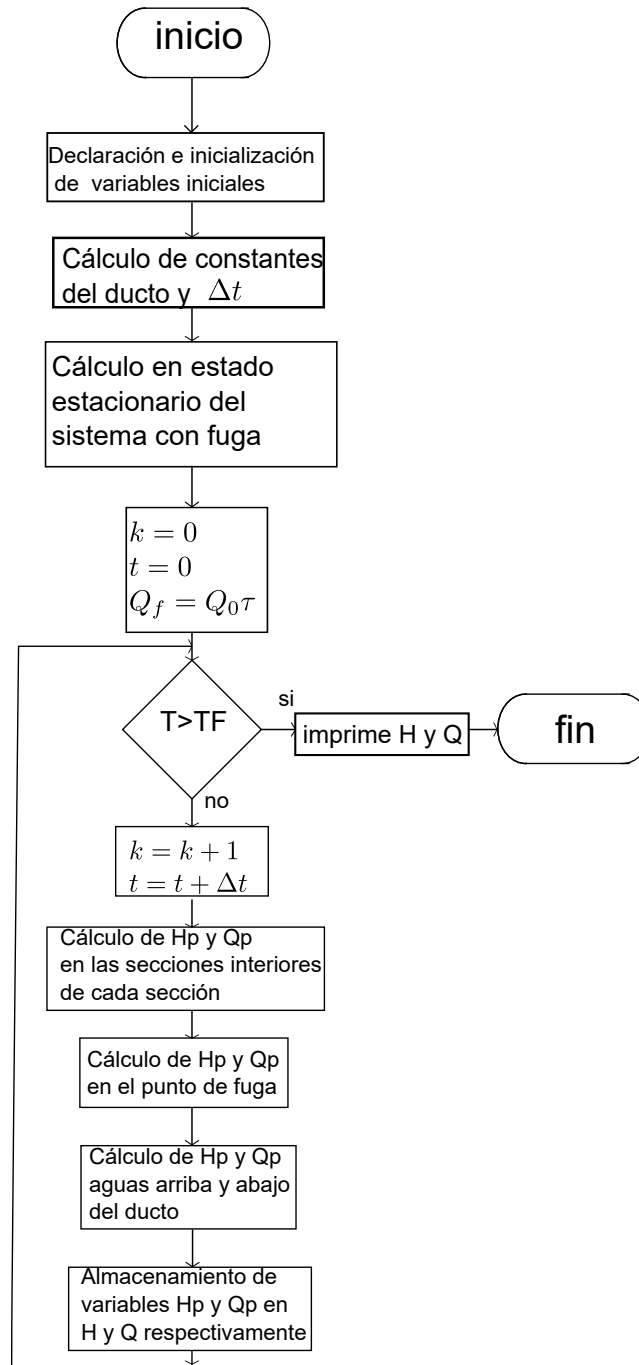 inicio
Declaración e inicialización
de variables iniciales
Cálculo de constantes
del ducto y Δt
Cálculo en estado
estacionario del
sistema con fuga
k = 0
t = 0
Q_f = Q_0τ
T>TF
si
imprime H y Q
fin
no
k = k + 1
t = t + Δt
Cálculo de Hp y Qp
en las secciones interiores
de cada sección
Cálculo de Hp y Qp
en el punto de fuga
Cálculo de Hp y Qp
aguas arriba y abajo
del ducto
Almacenamiento de
variables Hp y Qp en
H y Q respectivamente